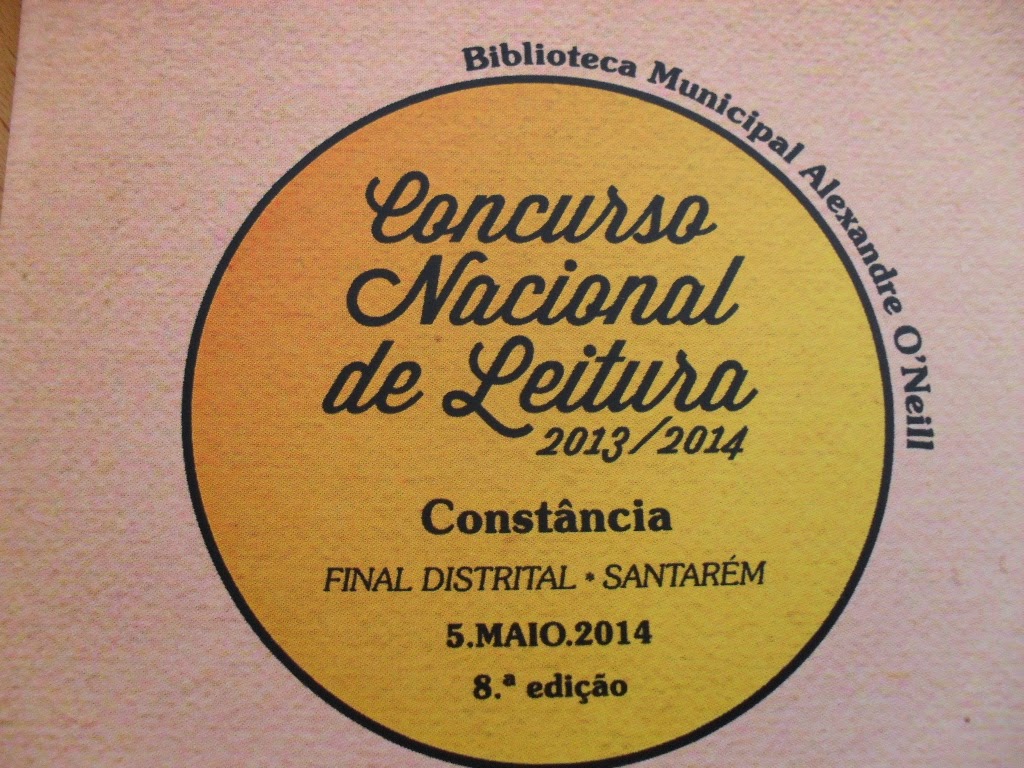 Biblioteca Municipal Alexandre O'Neill
Concurso
Nacional
de Leitura
2013/2014
Constância
FINAL DISTRITAL • SANTARÉM
5.MAIO.2014
8.ª edição